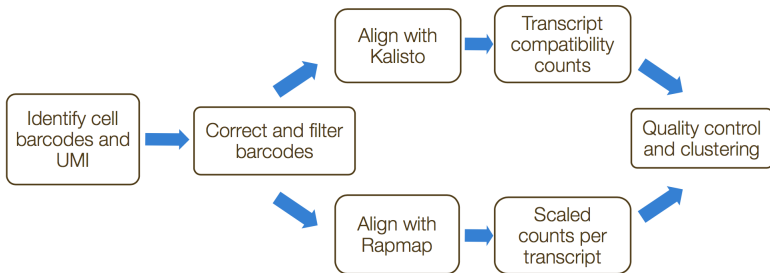 Identify cell
barcodes and
UMI
Correct and filter
barcodes
Align with
Kalisto
Transcript
compatibility
counts
Align with
Rapmap
Scaled
counts per
transcript
Quality control
and clustering